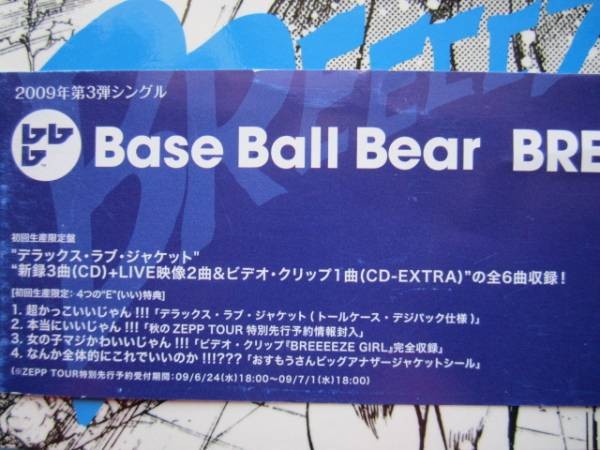 BREEEEZ
2009年第3弾シングル
Base Ball Bear BRE
初回生産限定盤
"デラックス・ラブ・ジャケット"
"新録3曲(CD)+LIVE映像2曲&ビデオ・クリップ1曲(CD-EXTRA)"の全6曲収録!
[初回生産限定:4つの"E"(いい)特典]
1. 超かっこいいじゃん!!!「デラックス・ラブ・ジャケット(トールケース・デジパック仕様)」
2. 本当にいいじゃん!!!「秋のZEPP TOUR 特別先行予約情報封入」
3. 女の子マジかわいいじゃん!!!「ビデオ・クリップ『BREEEEZE GIRL』完全収録」
4. なんか全体的にこれでいいのか!!!???「おすもうさんビッグアナザージャケットシール」
(※ZEPP TOUR特別先行予約受付期間:09/6/24(水)18:00~09/7/1(水)18:00)